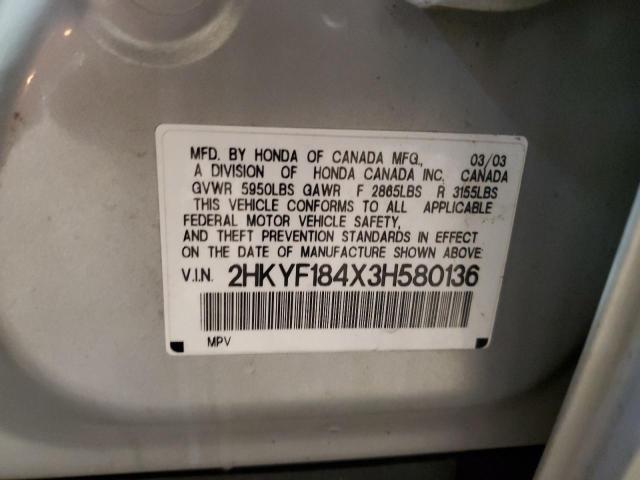 MFD. BY HONDA OF CANADA MFG., 03/03
A DIVISION OF HONDA CANADA INC, CANADA
GVWR 5950LBS GAWR F 2865LBS R 3155LBS
THIS VEHICLE CONFORMS TO ALL APPLICABLE
FEDERAL MOTOR VEHICLE SAFETY,
AND THEFT PREVENTION STANDARDS IN EFFECT
ON THE DATE OF MANUFACTURE SHOWN ABOVE:
V.I.N. 2HKYF184X3H580136
MPV